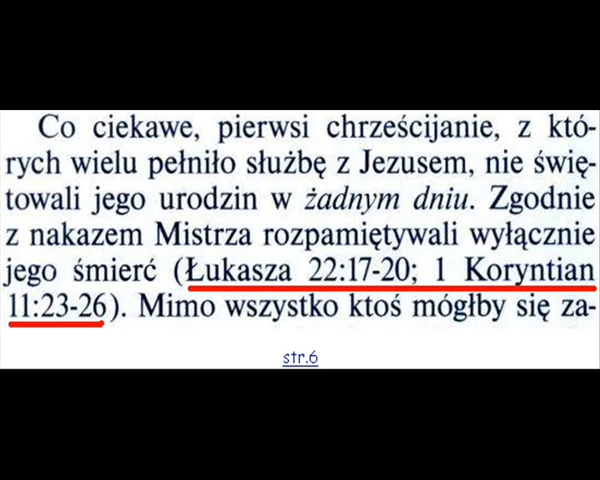 Co ciekawe, pierwsi chrześcijanie, z któ-
rych wielu pełniło służbę z Jezusem, nie świę-
towali jego urodzin w żadnym dniu. Zgodnie
z nakazem Mistrza rozpamiętywali wyłącznie
jego śmierć (Łukasza 22:17-20; 1 Koryntian
11:23-26). Mimo wszystko ktoś mógłby się za-
str.6